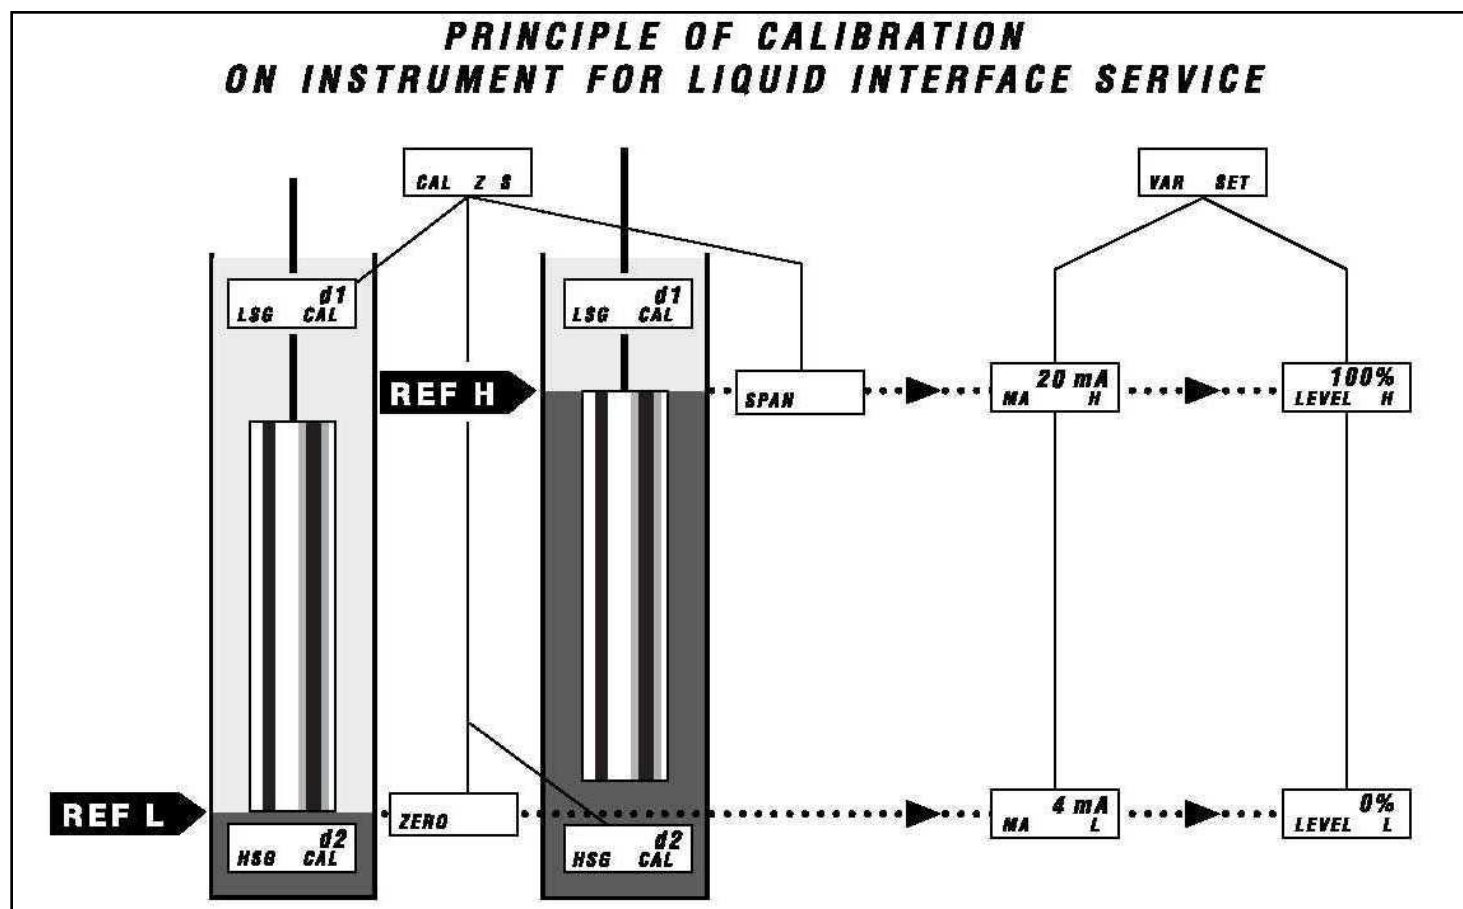 PRINCIPLE OF CALIBRATION
ON INSTRUMENT FOR LIQUID INTERFACE SERVICE
CAL Z S
VAR SET
d1
LSG CAL
d1
LSG CAL
REF H
SPAN
20 mA
MA H
100%
LEVEL H
REF L
ZERO
4 mA
MA L
0%
LEVEL L
d2
HSG CAL
d2
HSG CAL